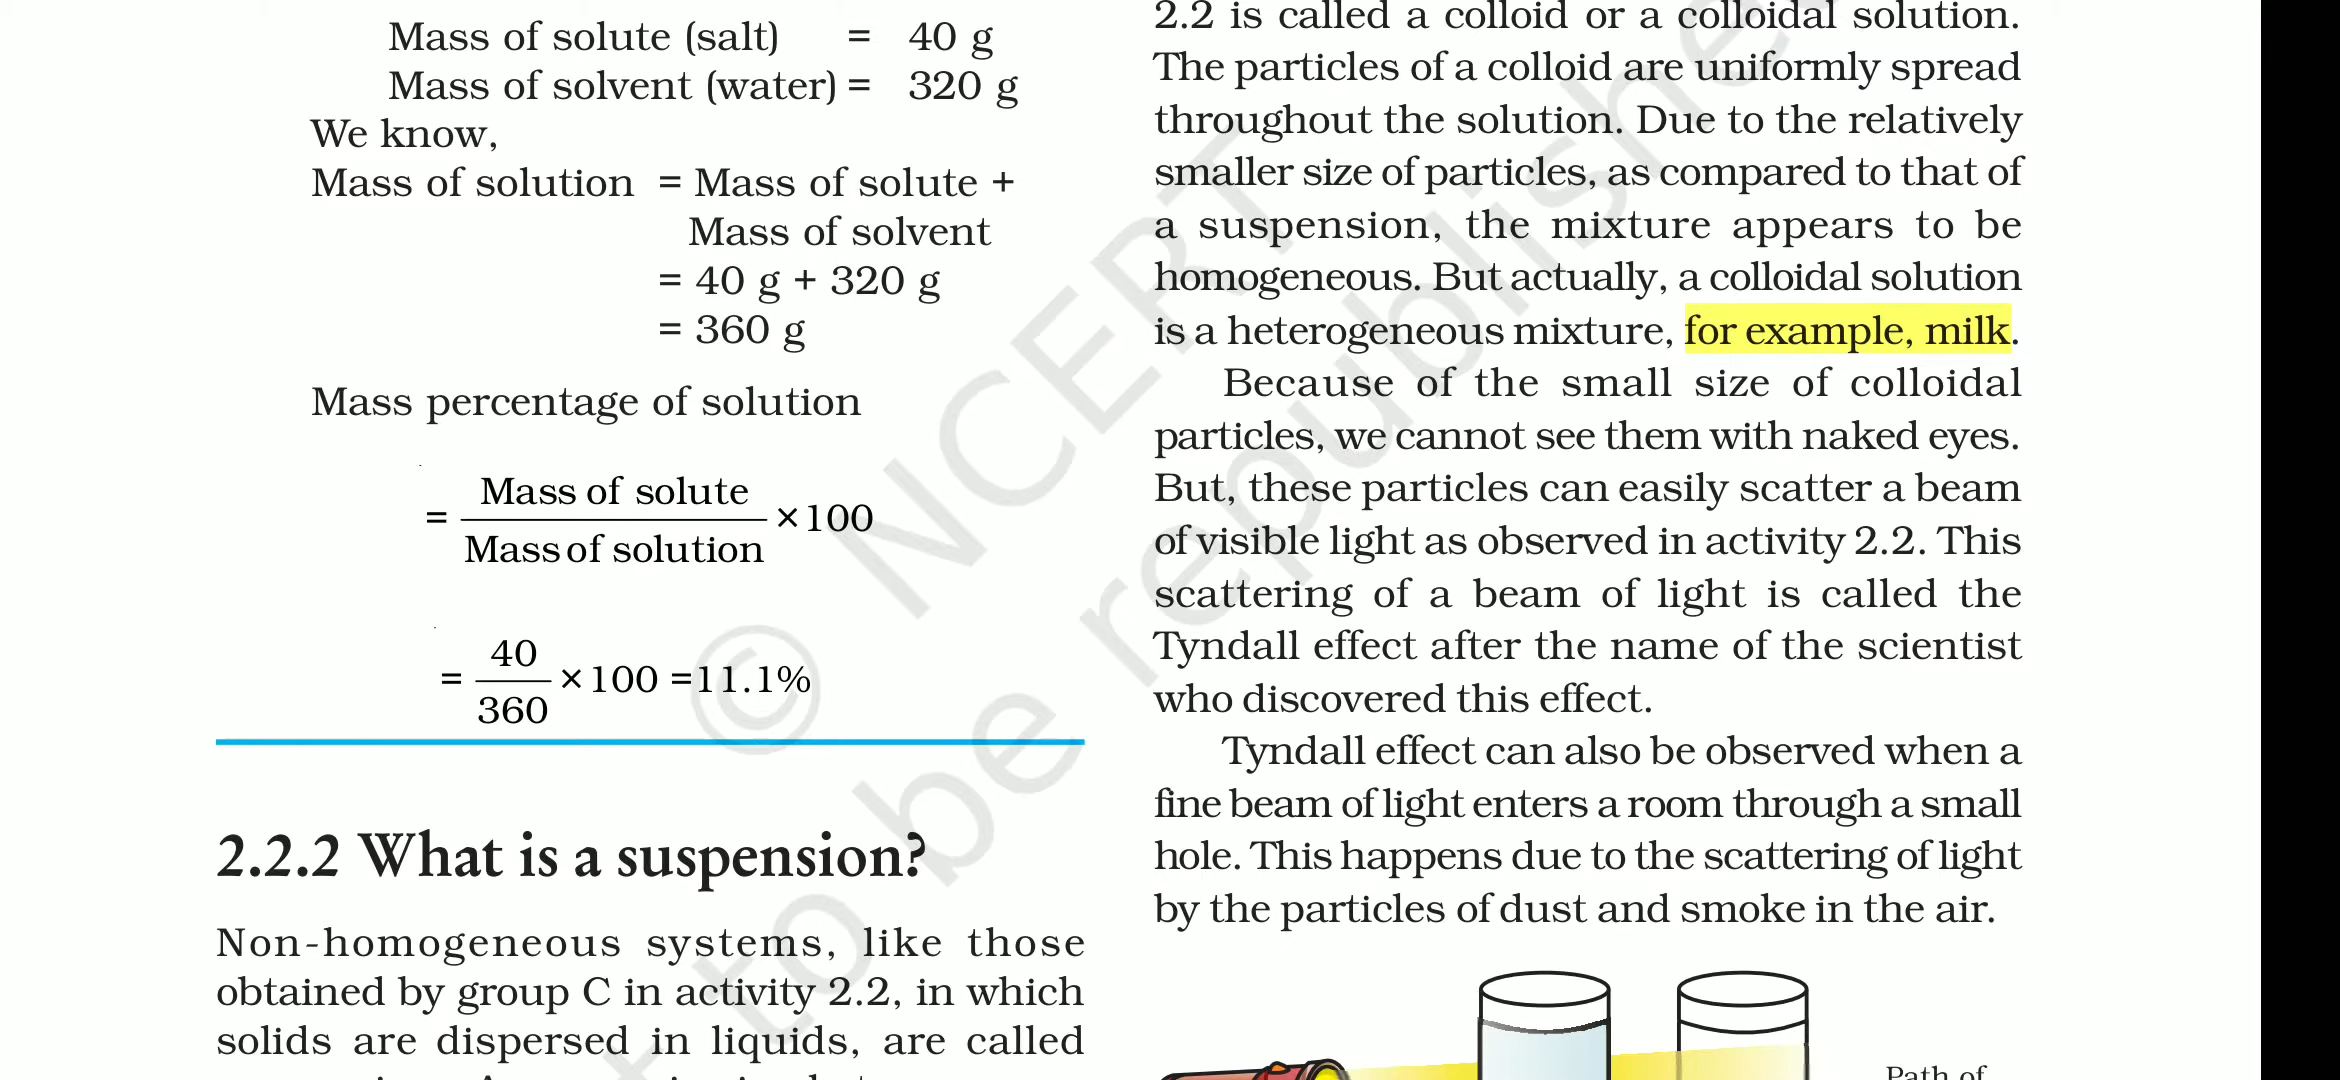 Mass of solute (salt) = 40 g
Mass of solvent (water) = 320 g
We know,
Mass of solution = Mass of solute +
Mass of solvent
= 40 g + 320 g
= 360 g
Mass percentage of solution
= Mass of solute / Mass of solution ×100
= 40 / 360 ×100 =11.1%
2.2.2 What is a suspension?
Non-homogeneous systems, like those
obtained by group C in activity 2.2, in which
solids are dispersed in liquids, are called
2.2 is called a colloid or a colloidal solution.
The particles of a colloid are uniformly spread
throughout the solution. Due to the relatively
smaller size of particles, as compared to that of
a suspension, the mixture appears to be
homogeneous. But actually, a colloidal solution
is a heterogeneous mixture, for example, milk.
Because of the small size of colloidal
particles, we cannot see them with naked eyes.
But, these particles can easily scatter a beam
of visible light as observed in activity 2.2. This
scattering of a beam of light is called the
Tyndall effect after the name of the scientist
who discovered this effect.
Tyndall effect can also be observed when a
fine beam of light enters a room through a small
hole. This happens due to the scattering of light
by the particles of dust and smoke in the air.
Path of
© NCERT
to be republished